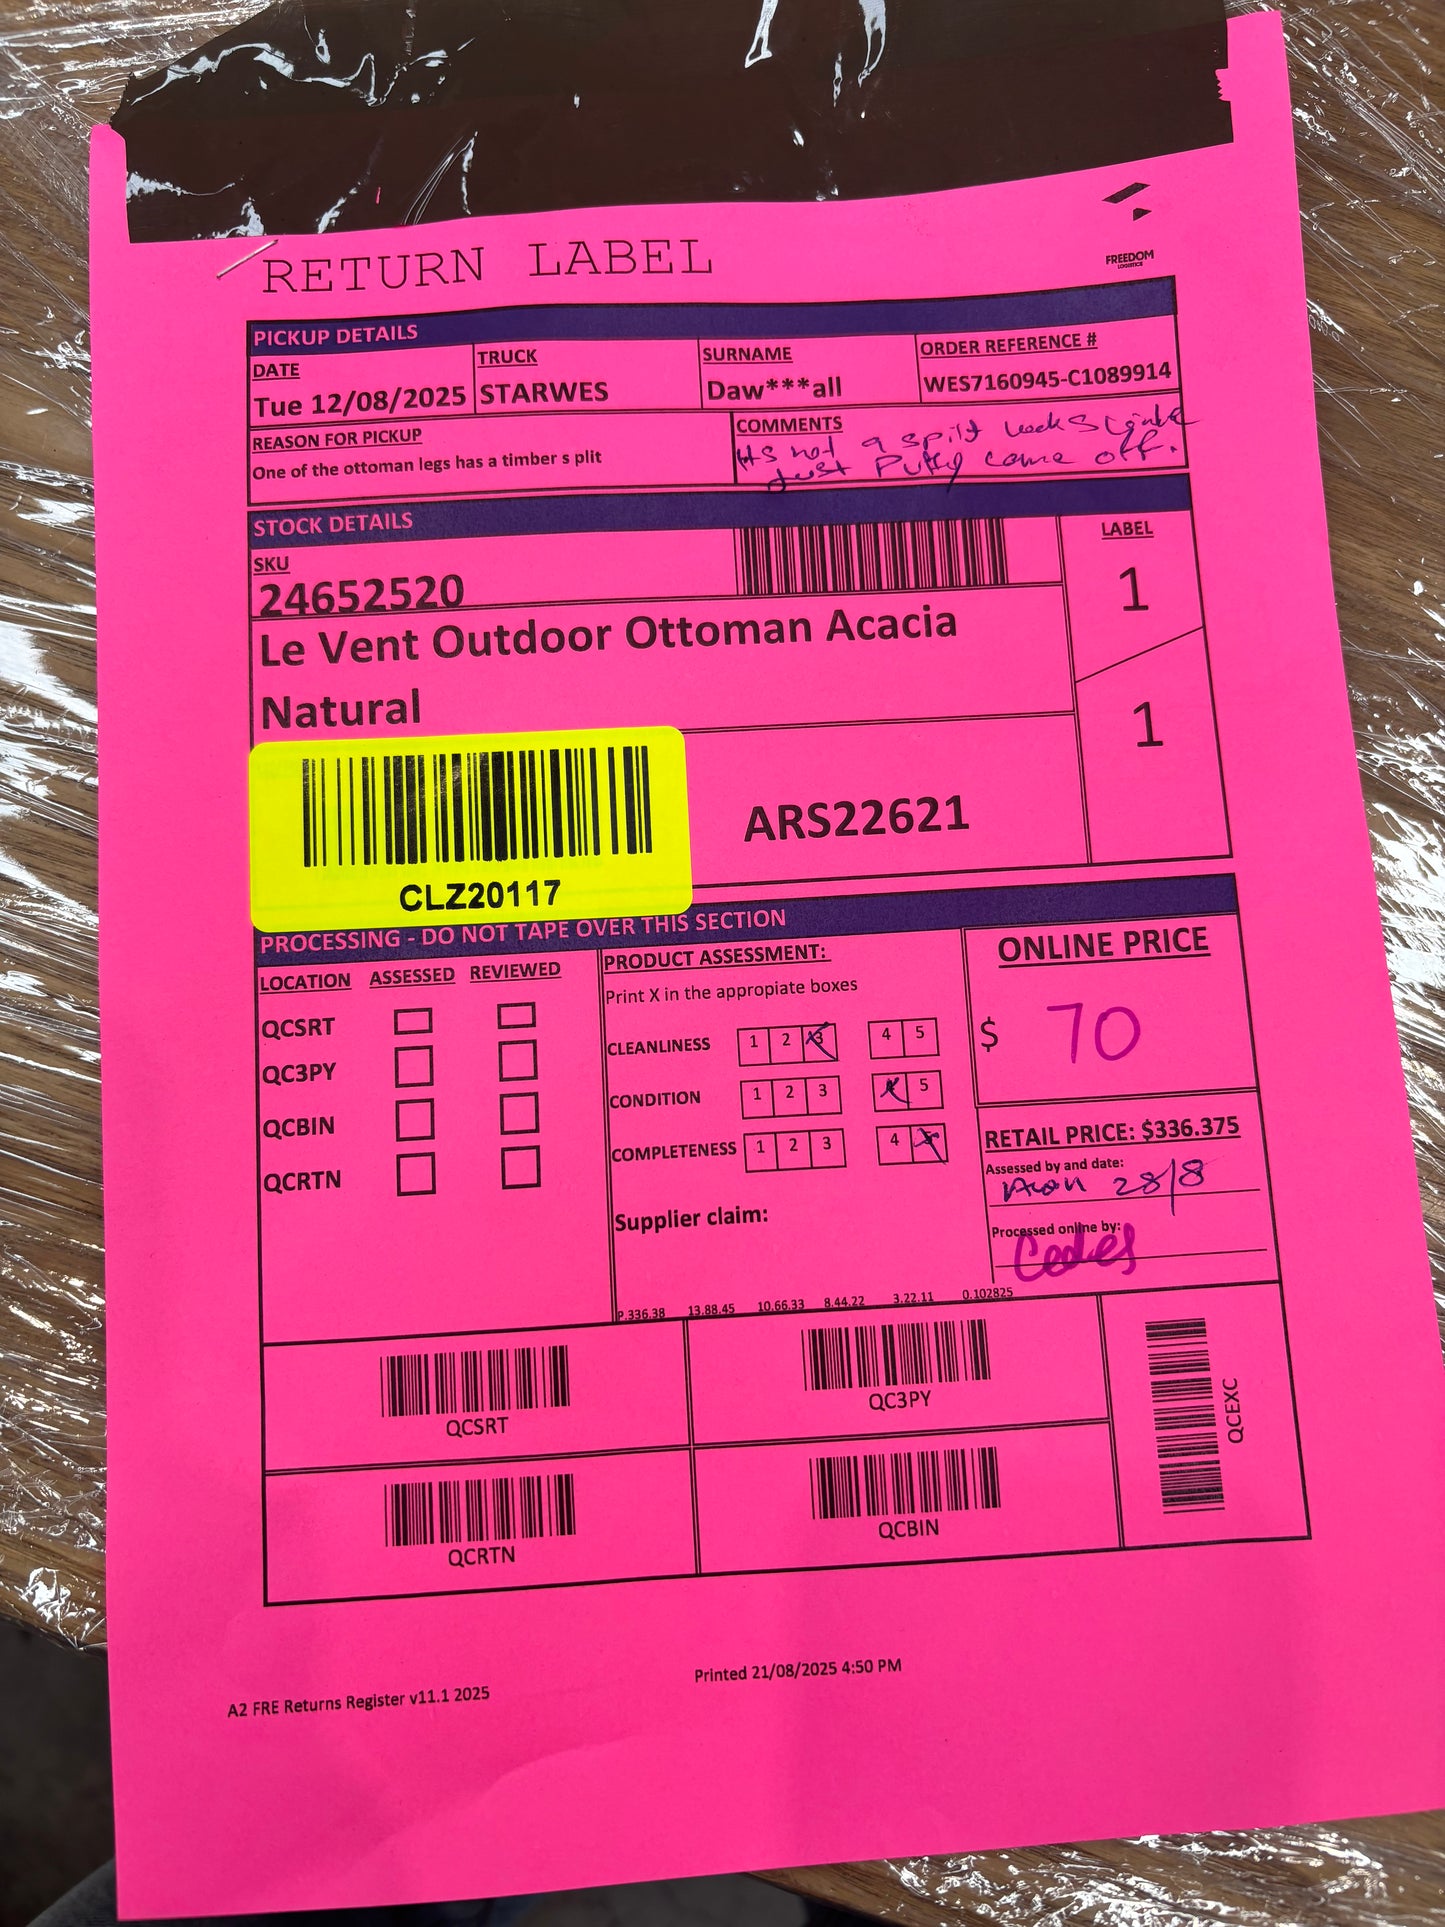 RETURN LABEL
FREEDOM
LOGISTICS
PICKUP DETAILS
DATE
Tue 12/08/2025
TRUCK
STARWES
SURNAME
Daw***all
ORDER REFERENCE #
WES7160945-C1089914
REASON FOR PICKUP
One of the ottoman legs has a timber s plit
COMMENTS
its not a split looks like
Just Putty come off.
STOCK DETAILS
SKU
24652520
LABEL
1
1
Le Vent Outdoor Ottoman Acacia
Natural
CLZ20117
ARS22621
PROCESSING - DO NOT TAPE OVER THIS SECTION
LOCATION ASSESSED REVIEWED
QCSRT
QC3PY
QCBIN
QCRTN
PRODUCT ASSESSMENT:
Print X in the appropiate boxes
CLEANLINESS 1 2 3 4 5
CONDITION 1 2 3 4 5
COMPLETENESS 1 2 3 4 5
Supplier claim:
P.336.38 13.88.45 10.66.33 8.44.22 3.22.11 0.102825
ONLINE PRICE
$ 70
RETAIL PRICE: $336.375
Assessed by and date:
28/8
Processed online by:
QCSRT
QC3PY
QCRTN
QCBIN
QCEXC
A2 FRE Returns Register v11.1 2025
Printed 21/08/2025 4:50 PM